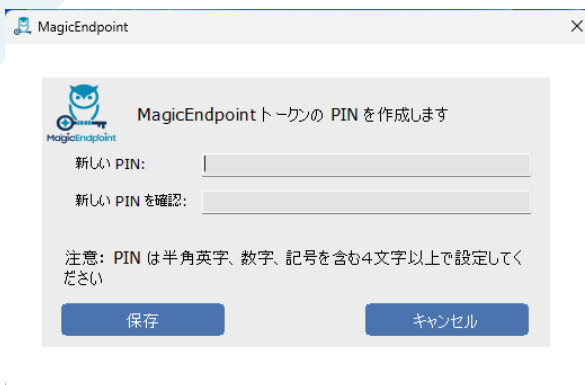 MagicEndpoint
MagicEndpoint トークンの PIN を作成します
MagicEndpoint
新しい PIN:
新しい PIN を確認:
注意: PIN は半角英字、数字、記号を含む4文字以上で設定してく
ださい
保存
キャンセル